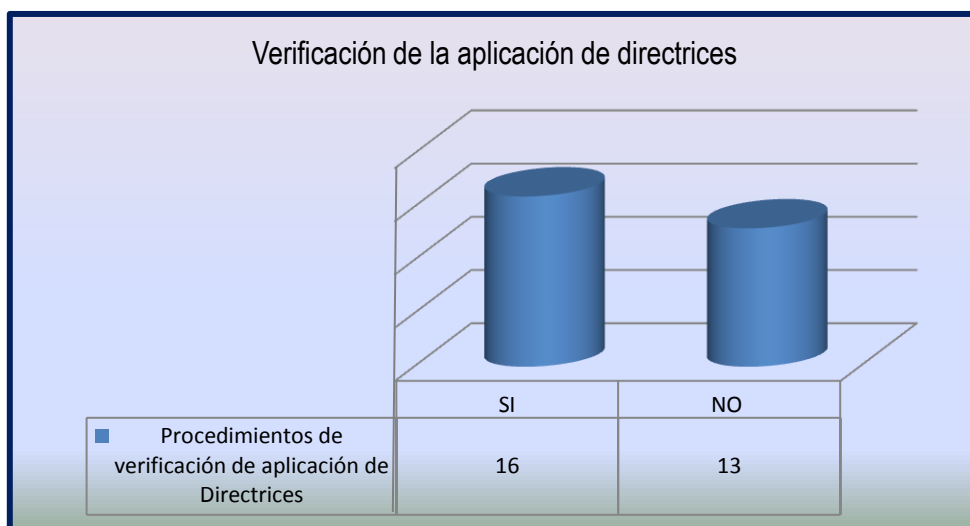 Verificación de la aplicación de directrices
SI NO
Procedimientos de
verificación de aplicación de
Directrices
16 13